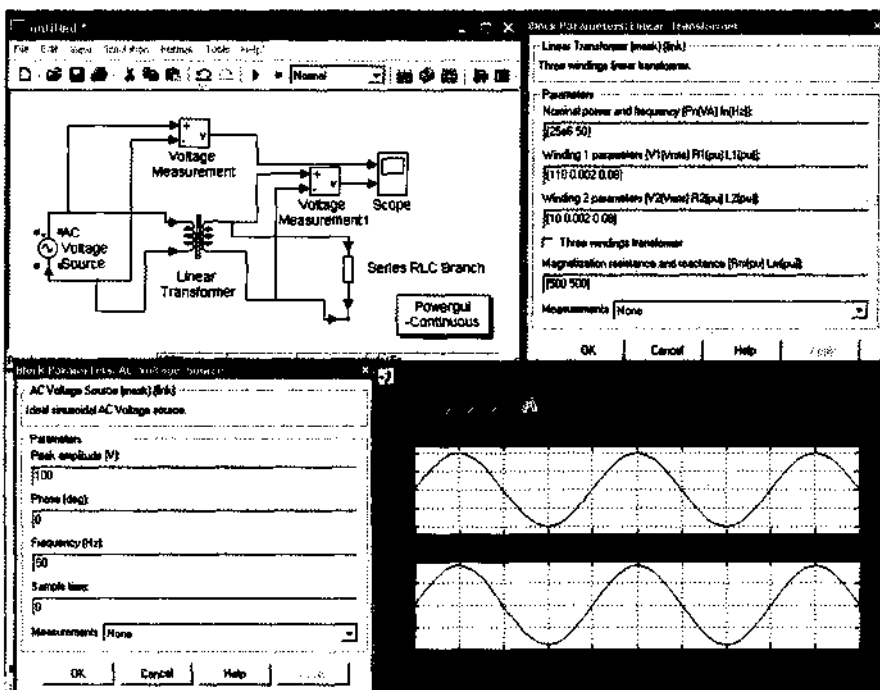 untitled *
File Edit View Simulation Format Tools Help
Normal
+
-
v
Voltage
Measurement
+
-
v
Voltage
Measurement1
Scope
AC
Voltage
Source
Linear
Transformer
Series RLC Branch
Powergui
-Continuous
Block Parameters: Linear Transformer
Linear Transformer (mask) (link)
Three windings linear transformer.
Parameters
Nominal power and frequency [Pn(VA) fn(Hz)]:
[25e6 50]
Winding 1 parameters [V1(Vrms) R1(pu) L1(pu)]:
[110 0.002 0.08]
Winding 2 parameters [V2(Vrms) R2(pu) L2(pu)]:
[10 0.002 0.08]
Three windings transformer
Magnetization resistance and reactance [Rm(pu) Lm(pu)]:
[500 500]
Measurements None
OK Cancel Help Apply
Block Parameters: AC Voltage Source
AC Voltage Source (mask) (link)
Ideal sinusoidal AC Voltage source.
Parameters
Peak amplitude (V):
100
Phase (deg):
0
Frequency (Hz):
50
Sample time:
0
Measurements None
OK Cancel Help